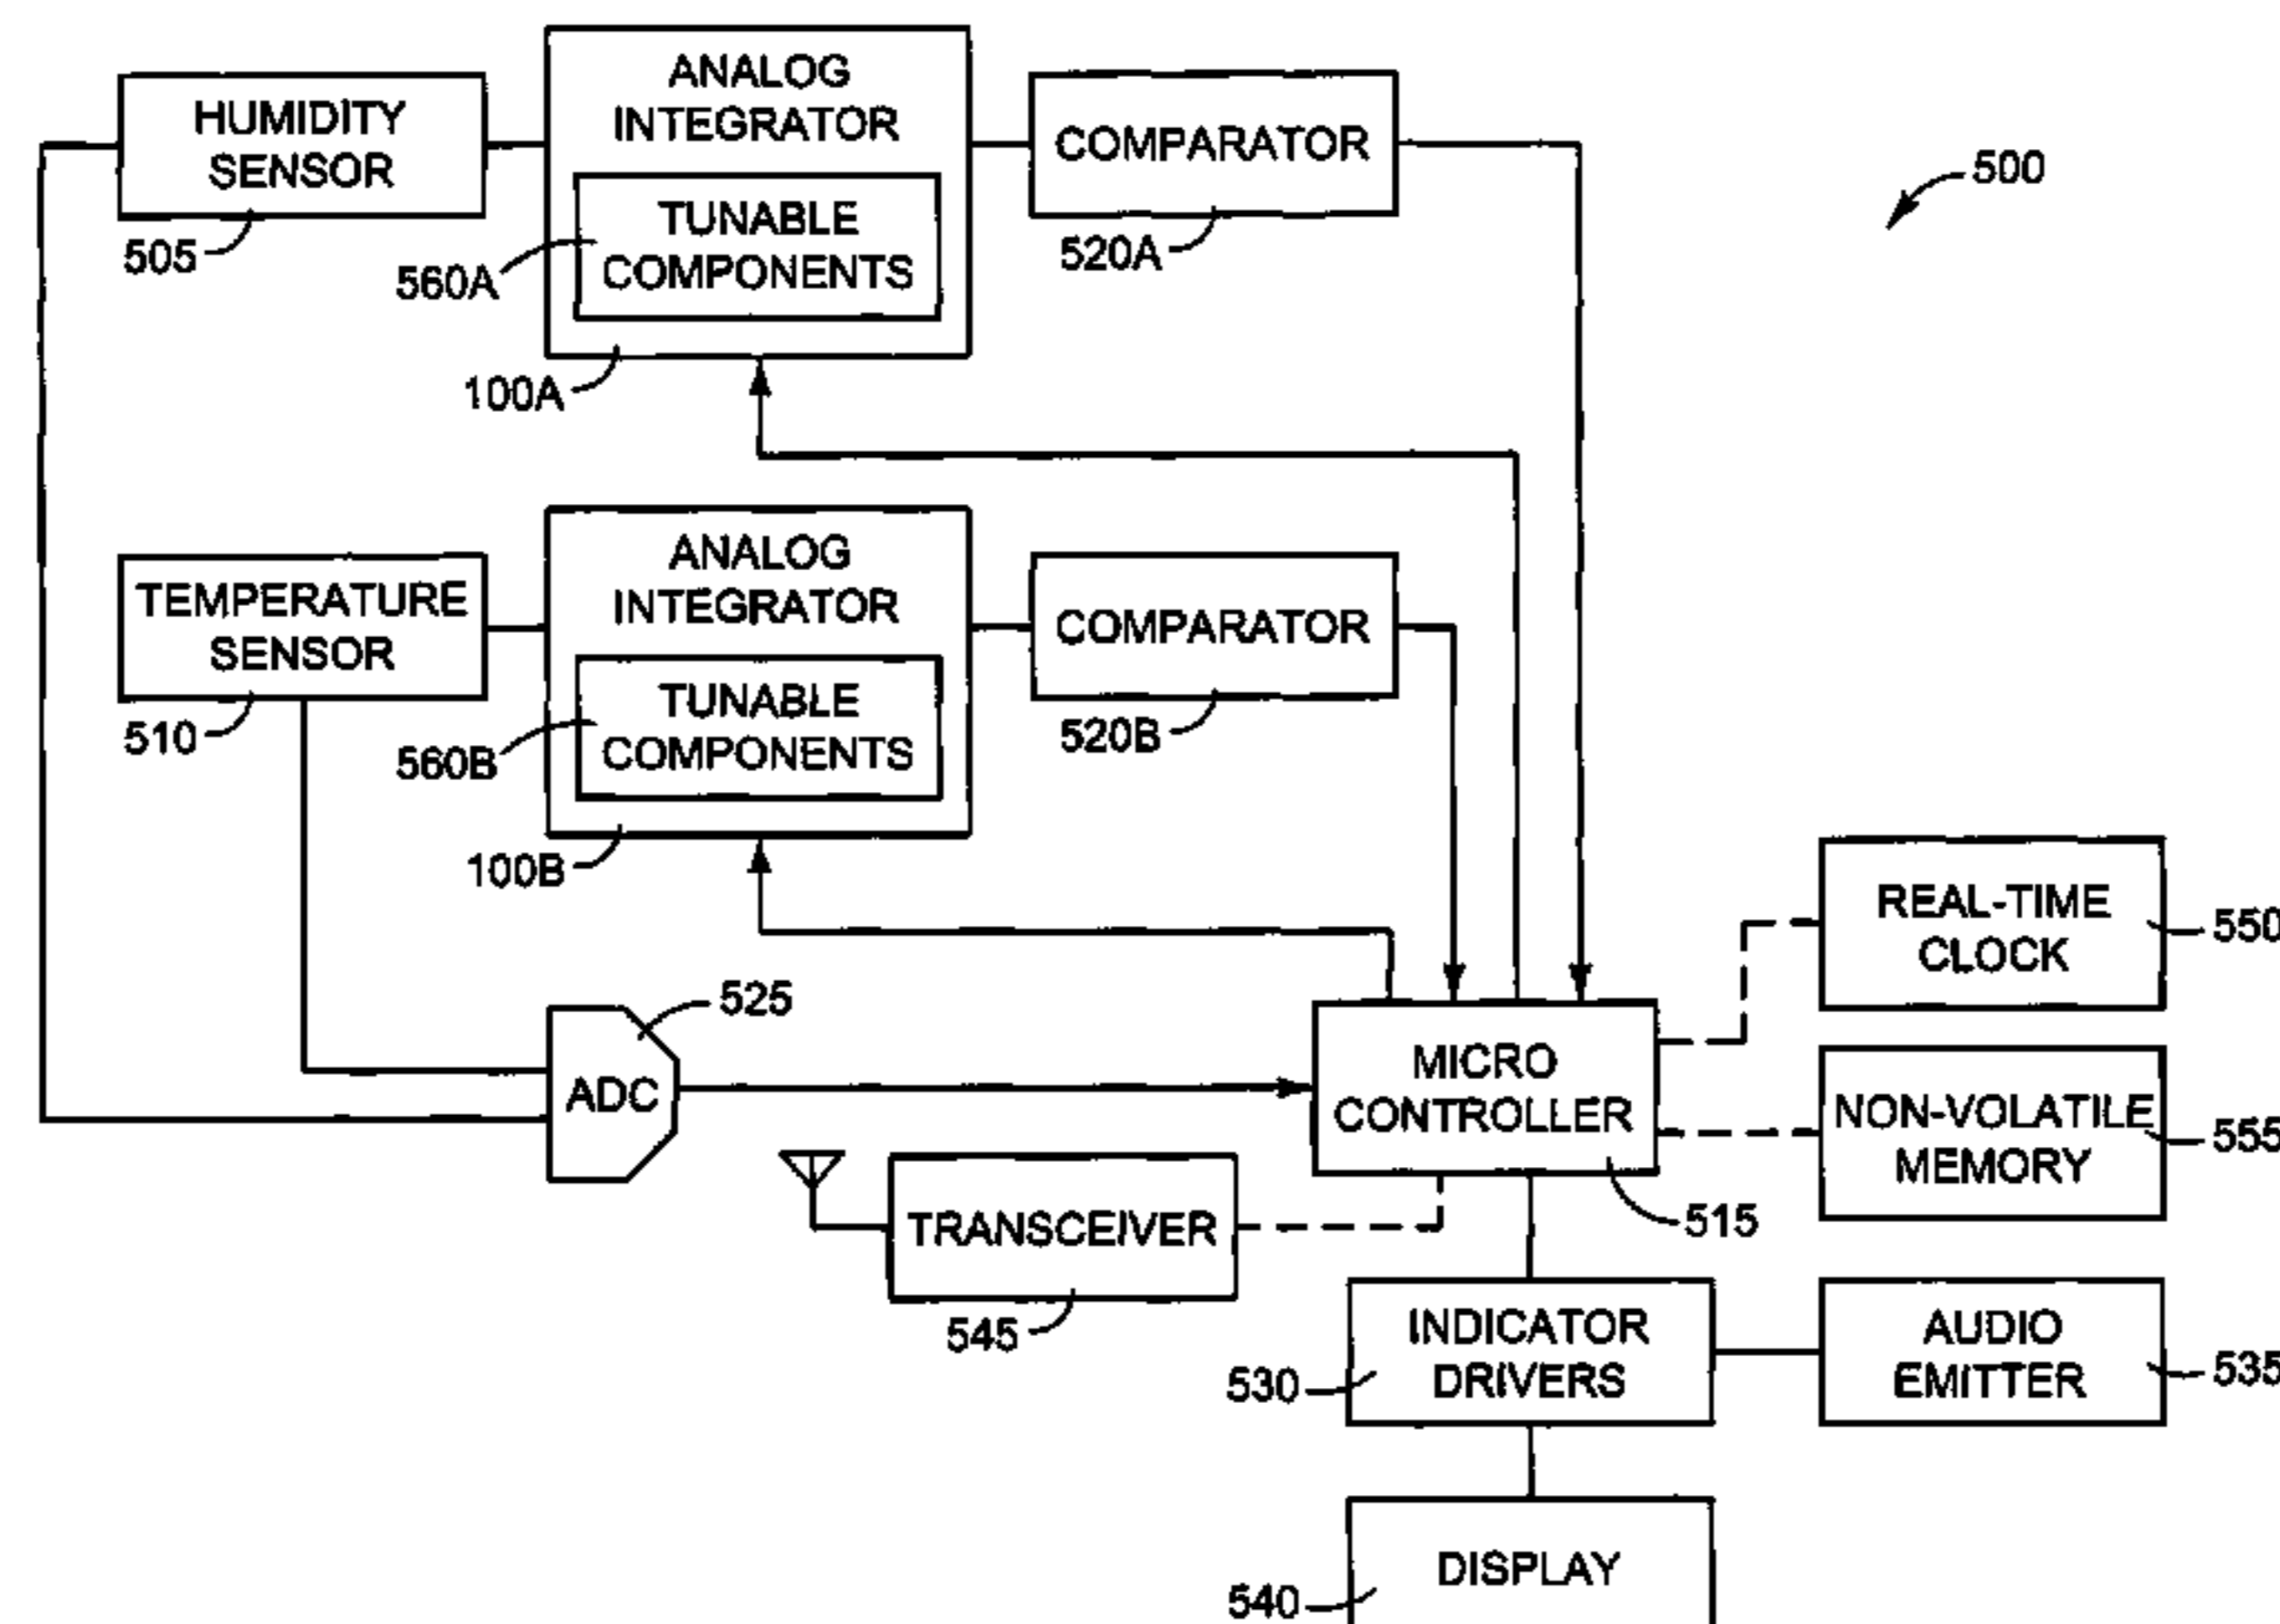 HUMIDITY
SENSOR
505
ANALOG
INTEGRATOR
TUNABLE
COMPONENTS
560A
100A
COMPARATOR
520A
500
TEMPERATURE
SENSOR
510
ANALOG
INTEGRATOR
TUNABLE
COMPONENTS
560B
100B
COMPARATOR
520B
ADC
525
MICRO
CONTROLLER
515
REAL-TIME
CLOCK
550
NON-VOLATILE
MEMORY
555
TRANSCEIVER
545
INDICATOR
DRIVERS
530
AUDIO
EMITTER
535
DISPLAY
540